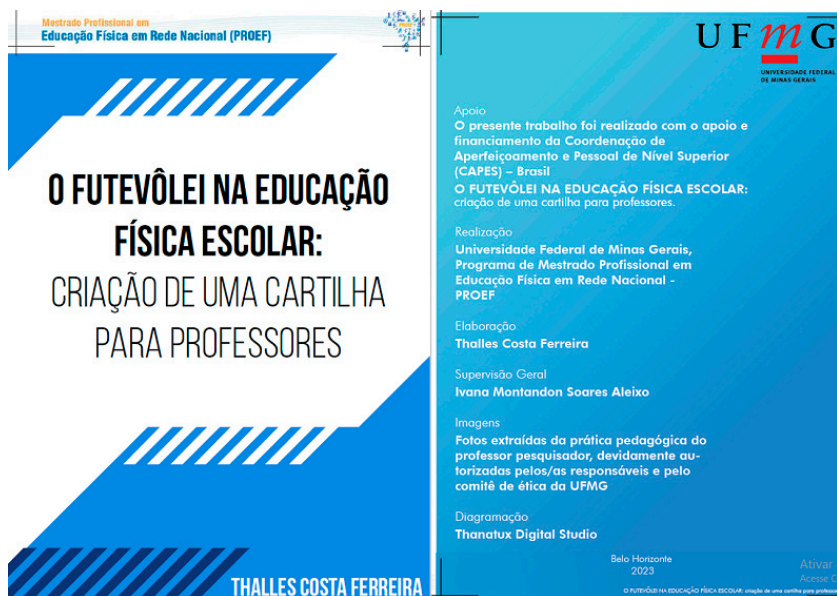 Mestrado Profissional em
Educação Física em Rede Nacional (PROEF)
O FUTEVÔLEI NA EDUCAÇÃO
FÍSICA ESCOLAR:
CRIAÇÃO DE UMA CARTILHA
PARA PROFESSORES
THALLES COSTA FERREIRA
UFmG
UNIVERSIDADE FEDERAL
DE MINAS GERAIS
Apoio
O presente trabalho foi realizado com o apoio e
financiamento da Coordenação de
Aperfeiçoamento e Pessoal de Nível Superior
(CAPES) – Brasil
O FUTEVÔLEI NA EDUCAÇÃO FÍSICA ESCOLAR:
criação de uma cartilha para professores.
Realização
Universidade Federal de Minas Gerais,
Programa de Mestrado Profissional em
Educação Física em Rede Nacional -
PROEF
Elaboração
Thalles Costa Ferreira
Supervisão Geral
Ivana Montandon Soares Aleixo
Imagens
Fotos extraídas da prática pedagógica do
professor pesquisador, devidamente au-
torizadas pelos/as responsáveis e pelo
comitê de ética da UFMG
Diagramação
Thanatux Digital Studio
Belo Horizonte
2023
Ativar
Acesse C
O FUTEVÔLEI NA EDUCAÇÃO FÍSICA ESCOLAR: criação de uma cartilha para profess